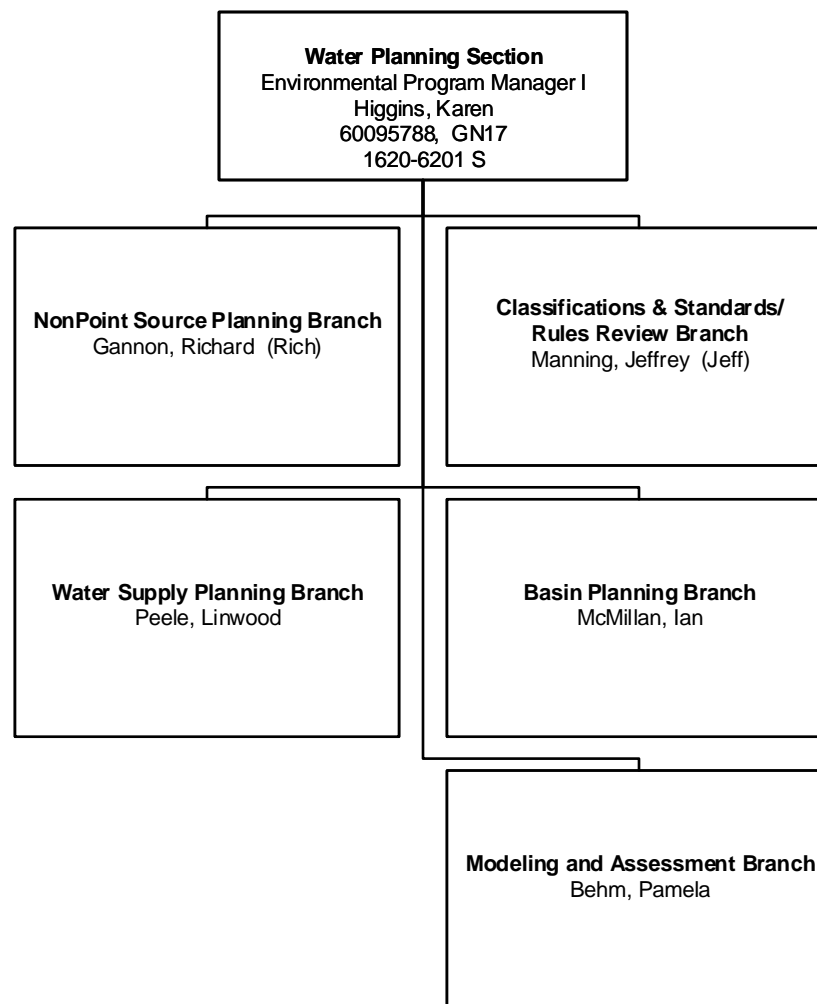 Water Planning Section
Environmental Program Manager I
Higgins, Karen
60095788, GN17
1620-6201 S
NonPoint Source Planning Branch
Gannon, Richard (Rich)
Classifications & Standards/
Rules Review Branch
Manning, Jeffrey (Jeff)
Water Supply Planning Branch
Peele, Linwood
Basin Planning Branch
McMillan, Ian
Modeling and Assessment Branch
Behm, Pamela